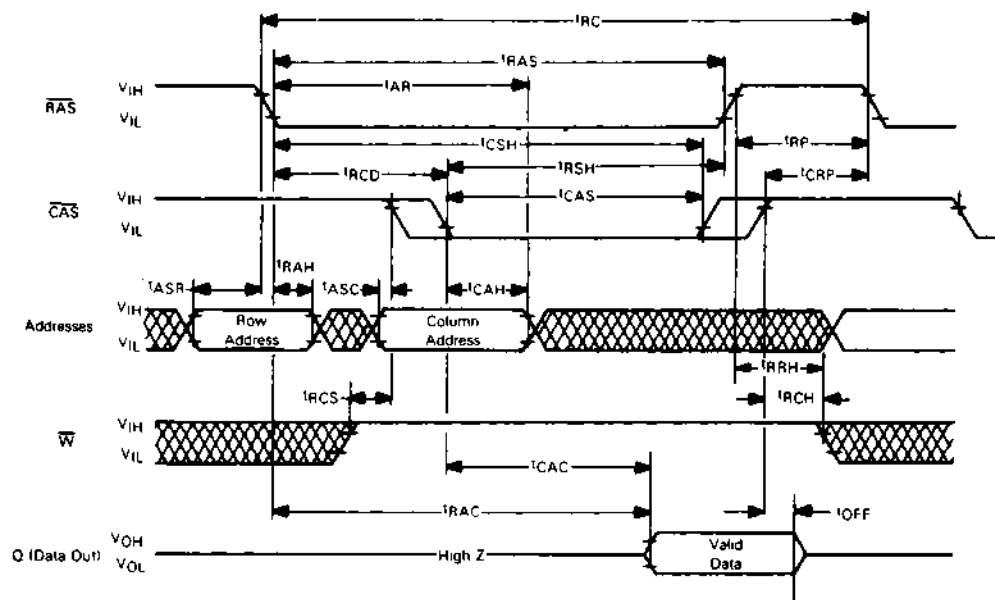 tRC
tRAS
tAR
RAS VIH
VIL
tCSH
tRP
tRCD
tRSH
tCRP
tCAS
CAS VIH
VIL
tASR
tRAH
tASC
tCAH
Addresses VIH
VIL
Row
Address
Column
Address
tRRH
tRCS
tRCH
W VIH
VIL
tCAC
tRAC
tOFF
Q (Data Out) VOH
VOL
High Z
Valid
Data